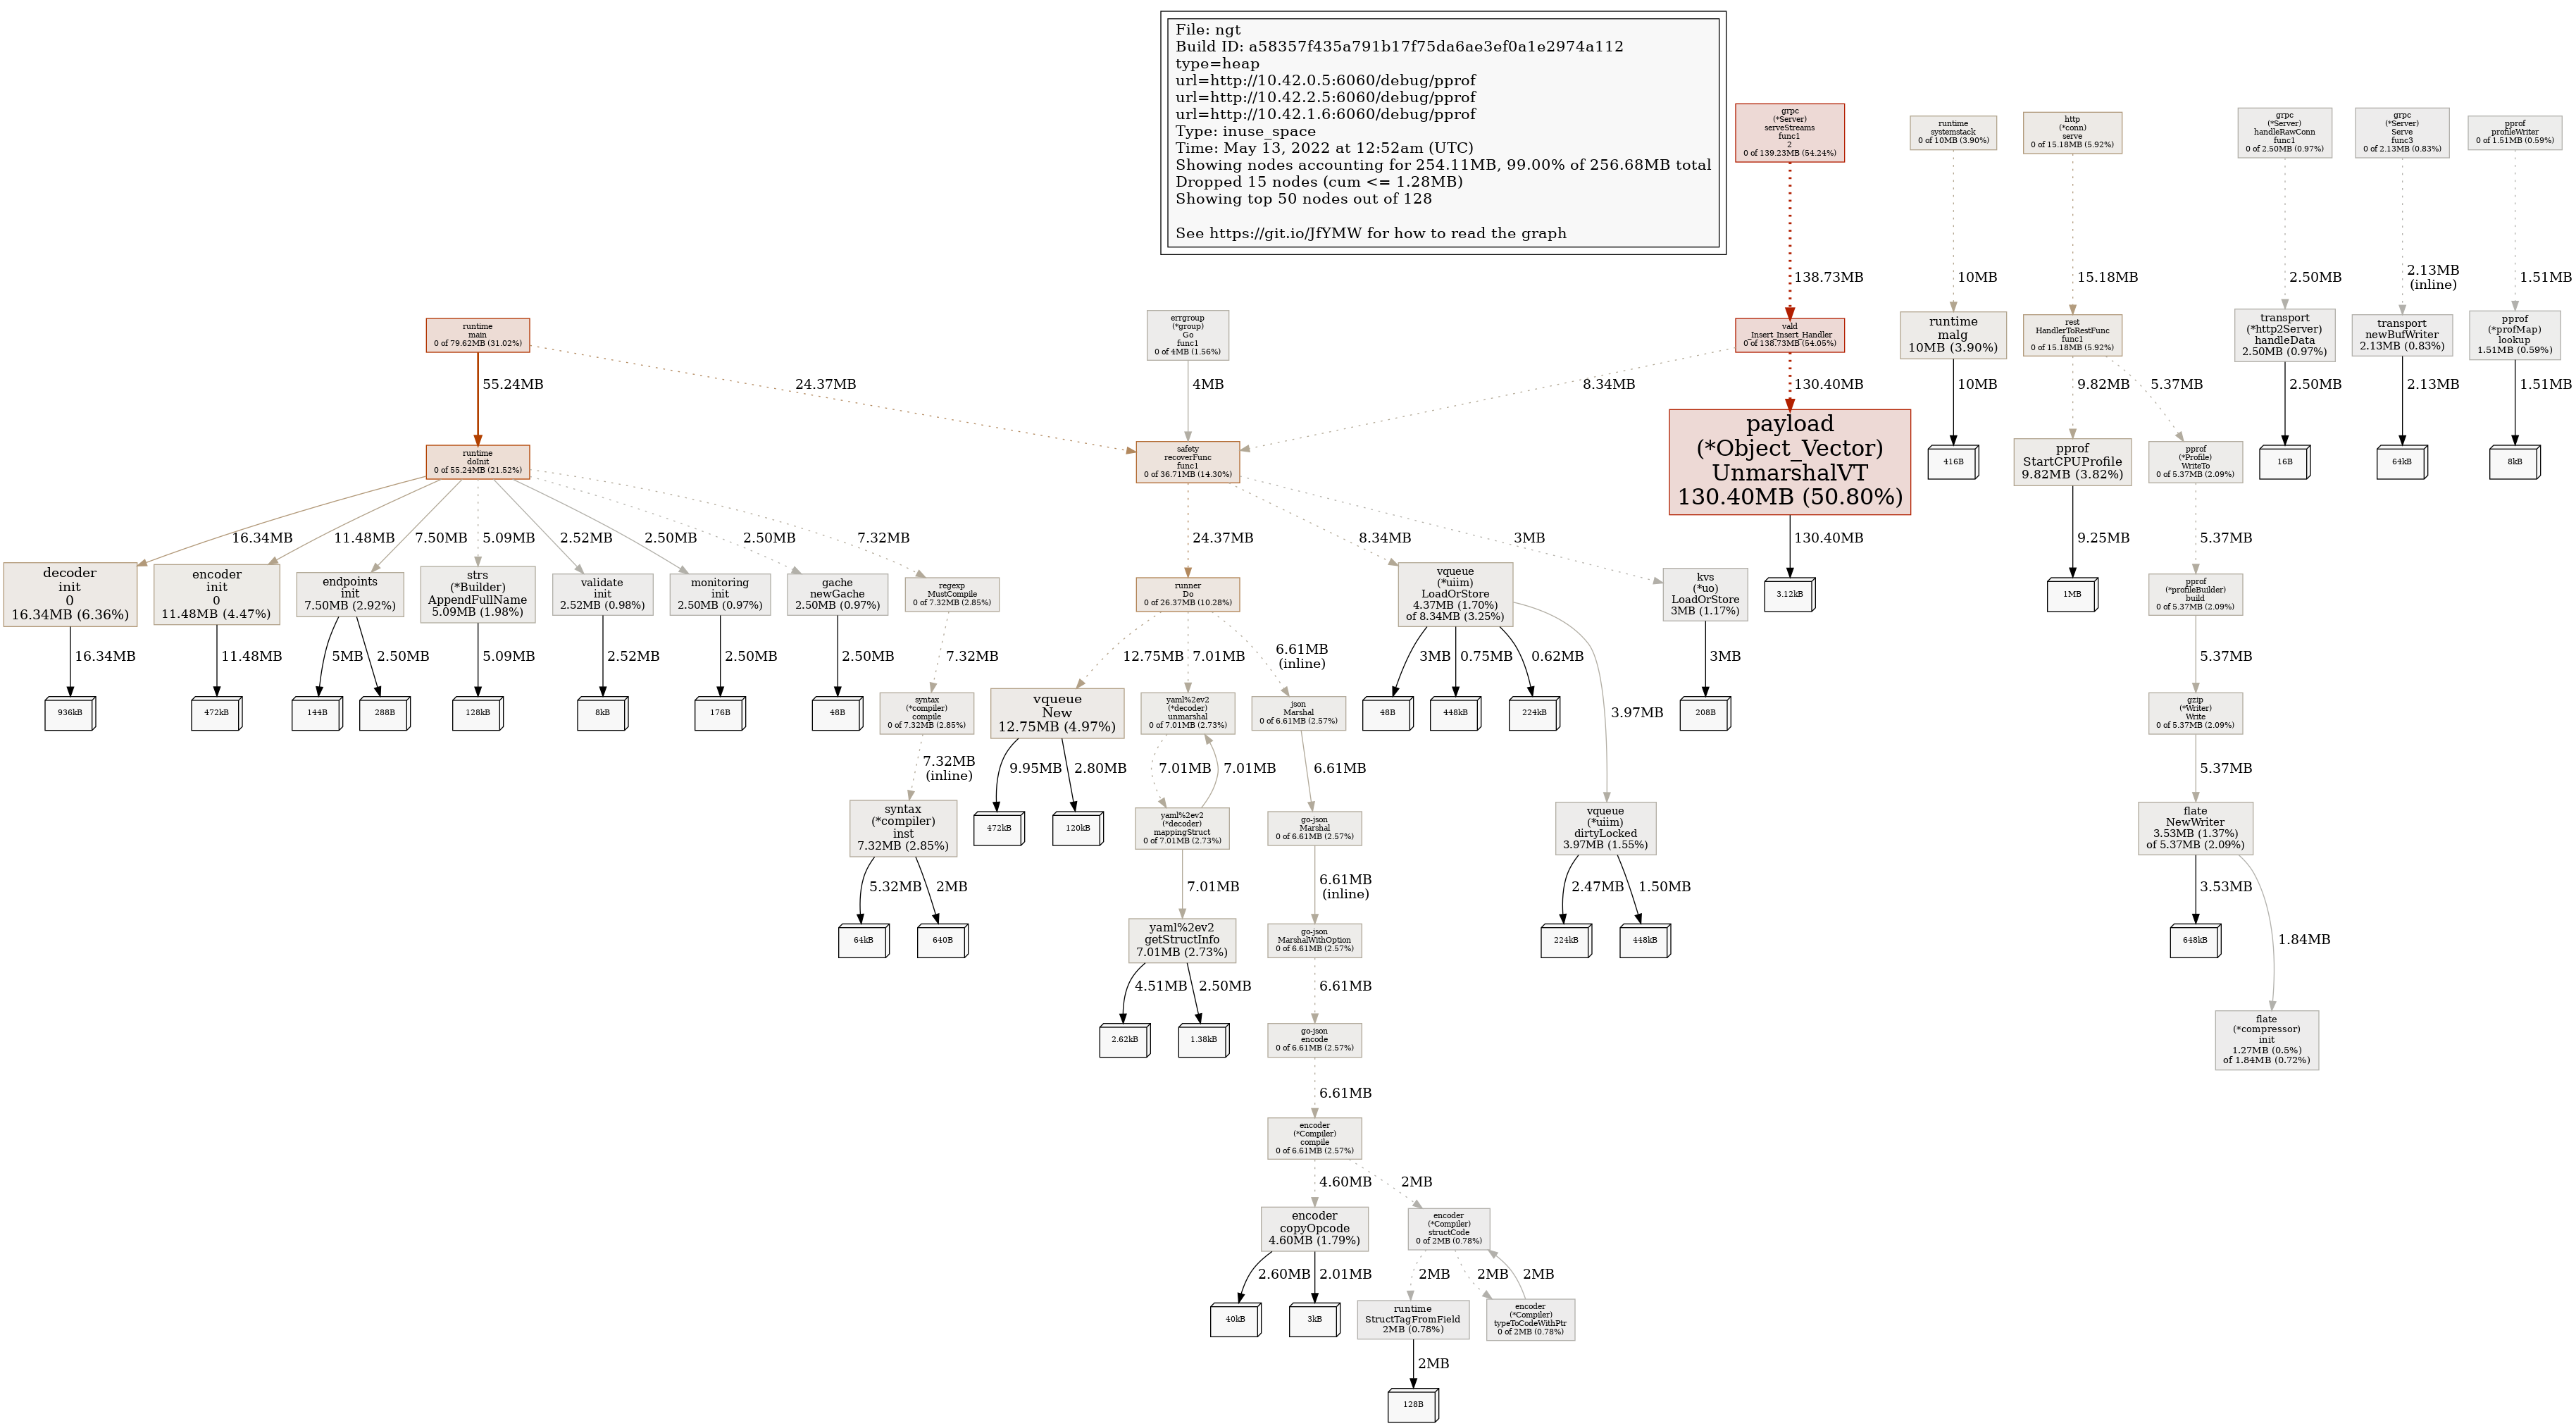 File: ngt
Build ID: a58357f435a791b17f75da6ae3ef0a1e2974a112
type=heap
url=http://10.42.0.5:6060/debug/pprof
url=http://10.42.2.5:6060/debug/pprof
url=http://10.42.1.6:6060/debug/pprof
Type: inuse_space
Time: May 13, 2022 at 12:52am (UTC)
Showing nodes accounting for 254.11MB, 99.00% of 256.68MB total
Dropped 15 nodes (cum <= 1.28MB)
Showing top 50 nodes out of 128
See https://git.io/JfYMW for how to read the graph
grpc
(*Server)
serveStreams
func1
2
0 of 139.23MB (54.24%)
runtime
systemstack
0 of 10MB (3.90%)
http
(*conn)
serve
0 of 15.18MB (5.92%)
grpc
(*Server)
handleRawConn
func1
0 of 2.50MB (0.97%)
grpc
(*Server)
Serve
func3
0 of 2.13MB (0.83%)
pprof
profileWriter
0 of 1.51MB (0.59%)
138.73MB
10MB
15.18MB
2.50MB
2.13MB
(inline)
1.51MB
runtime
main
0 of 79.62MB (31.02%)
errgroup
(*group)
Go
func1
0 of 4MB (1.56%)
vald
_Insert_Insert_Handler
0 of 138.73MB (54.05%)
runtime
malg
10MB (3.90%)
rest
HandlerToRestFunc
func1
0 of 15.18MB (5.92%)
transport
(*http2Server)
handleData
2.50MB (0.97%)
transport
newBufWriter
2.13MB (0.83%)
pprof
(*profMap)
lookup
1.51MB (0.59%)
55.24MB
24.37MB
4MB
8.34MB
130.40MB
10MB
9.82MB
5.37MB
2.50MB
2.13MB
1.51MB
runtime
doInit
0 of 55.24MB (21.52%)
safety
recoverFunc
func1
0 of 36.71MB (14.30%)
payload
(*Object_Vector)
UnmarshalVT
130.40MB (50.80%)
416B
pprof
StartCPUProfile
9.82MB (3.82%)
pprof
(*Profile)
WriteTo
0 of 5.37MB (2.09%)
16B
64kB
8kB
16.34MB
11.48MB
7.50MB
5.09MB
2.52MB
2.50MB
2.50MB
7.32MB
24.37MB
8.34MB
3MB
130.40MB
9.25MB
5.37MB
decoder
init
0
16.34MB (6.36%)
encoder
init
0
11.48MB (4.47%)
endpoints
init
7.50MB (2.92%)
strs
(*Builder)
AppendFullName
5.09MB (1.98%)
validate
init
2.52MB (0.98%)
monitoring
init
2.50MB (0.97%)
gache
newGache
2.50MB (0.97%)
regexp
MustCompile
0 of 7.32MB (2.85%)
runner
Do
0 of 26.37MB (10.28%)
vqueue
(*uiim)
LoadOrStore
4.37MB (1.70%)
of 8.34MB (3.25%)
kvs
(*uo)
LoadOrStore
3MB (1.17%)
3.12kB
1MB
pprof
(*profileBuilder)
build
0 of 5.37MB (2.09%)
16.34MB
11.48MB
5MB
2.50MB
5.09MB
2.52MB
2.50MB
2.50MB
7.32MB
12.75MB
7.01MB
6.61MB
(inline)
3MB
0.75MB
0.62MB
3.97MB
3MB
5.37MB
936kB
472kB
144B
288B
128kB
8kB
176B
48B
syntax
(*compiler)
compile
0 of 7.32MB (2.85%)
vqueue
New
12.75MB (4.97%)
yaml%2ev2
(*decoder)
unmarshal
0 of 7.01MB (2.73%)
json
Marshal
0 of 6.61MB (2.57%)
48B
448kB
224kB
208B
gzip
(*Writer)
Write
0 of 5.37MB (2.09%)
7.32MB
(inline)
9.95MB
2.80MB
7.01MB
7.01MB
6.61MB
5.37MB
syntax
(*compiler)
inst
7.32MB (2.85%)
472kB
120kB
yaml%2ev2
(*decoder)
mappingStruct
0 of 7.01MB (2.73%)
go-json
Marshal
0 of 6.61MB (2.57%)
vqueue
(*uiim)
dirtyLocked
3.97MB (1.55%)
flate
NewWriter
3.53MB (1.37%)
of 5.37MB (2.09%)
5.32MB
2MB
7.01MB
6.61MB
(inline)
2.47MB
1.50MB
3.53MB
1.84MB
64kB
640B
yaml%2ev2
getStructInfo
7.01MB (2.73%)
go-json
MarshalWithOption
0 of 6.61MB (2.57%)
224kB
448kB
648kB
4.51MB
2.50MB
6.61MB
2.62kB
1.38kB
go-json
encode
0 of 6.61MB (2.57%)
flate
(*compressor)
init
1.27MB (0.5%)
of 1.84MB (0.72%)
6.61MB
encoder
(*Compiler)
compile
0 of 6.61MB (2.57%)
4.60MB
2MB
encoder
copyOpcode
4.60MB (1.79%)
encoder
(*Compiler)
structCode
0 of 2MB (0.78%)
2.60MB
2.01MB
2MB
2MB
2MB
40kB
3kB
runtime
StructTagFromField
2MB (0.78%)
encoder
(*Compiler)
typeToCodeWithPtr
0 of 2MB (0.78%)
2MB
128B